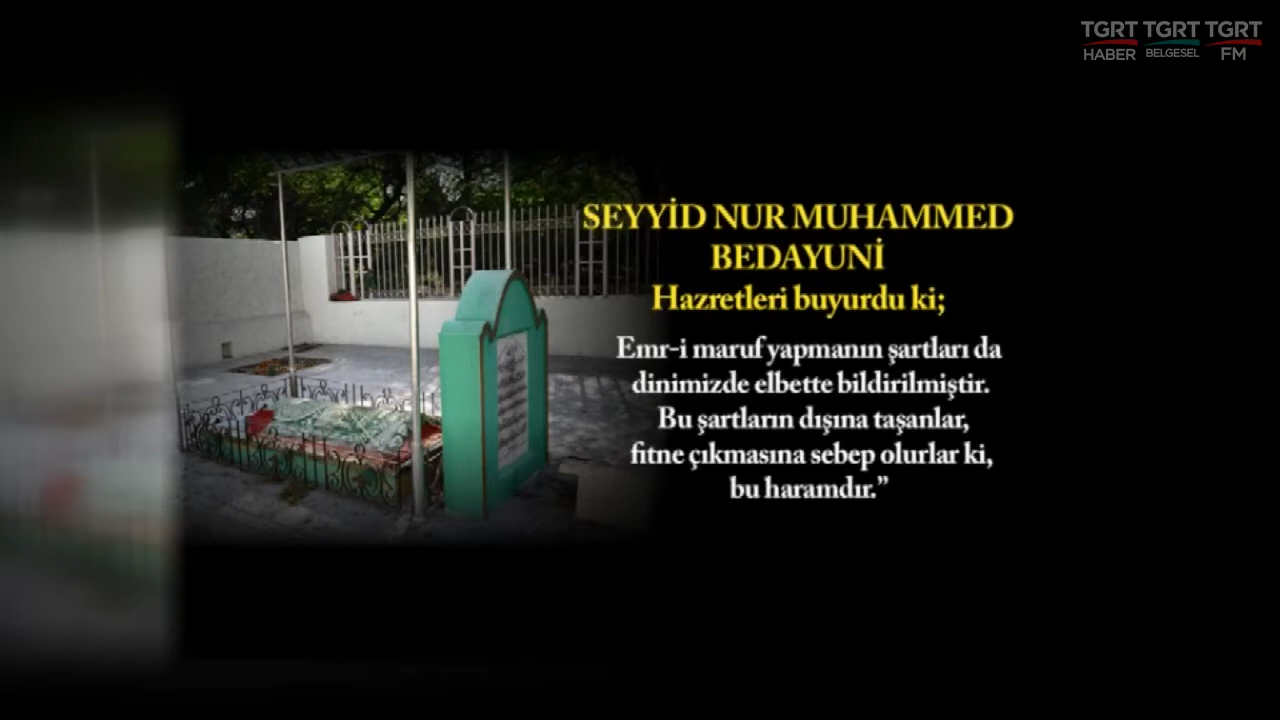 TGRT TGRT TGRT
HABER BELGESEL FM
SEYYİD NUR MUHAMMED
BEDAYUNİ
Hazretleri buyurdu ki;
Emr-i maruf yapmanın şartları da
dinimizde elbette bildirilmiştir.
Bu şartların dışına taşanlar,
fitne çıkmasına sebep olurlar ki,
bu haramdır.”